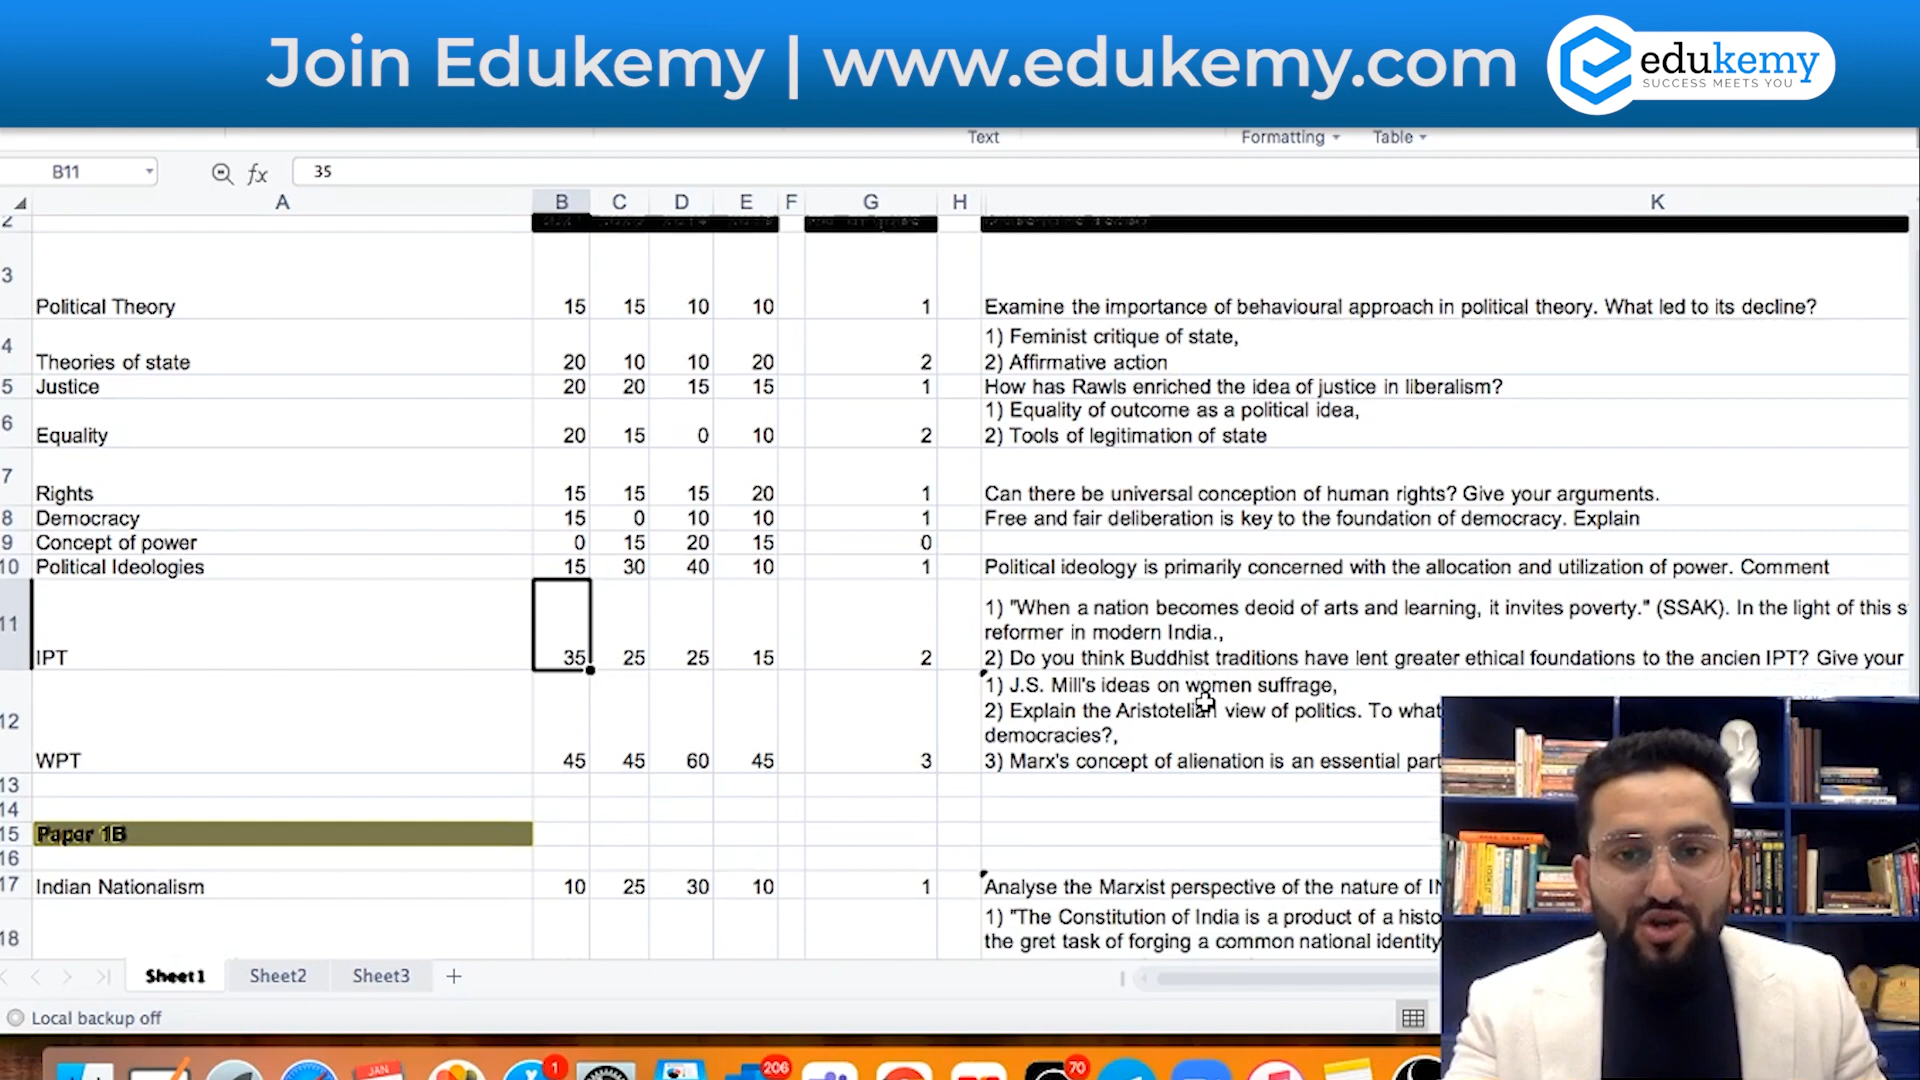 Join Edukemy | www.edukemy.com
edukemy
SUCCESS MEETS YOU
Text Formatting Table
B11 fx 35
A B C D E F G H K
2
3 Political Theory 15 15 10 10 1 Examine the importance of behavioural approach in political theory. What led to its decline?
4 Theories of state 20 10 10 20 2 1) Feminist critique of state,
2) Affirmative action
5 Justice 20 20 15 15 1 How has Rawls enriched the idea of justice in liberalism?
6 Equality 20 15 0 10 2 1) Equality of outcome as a political idea,
2) Tools of legitimation of state
7 Rights 15 15 15 20 1 Can there be universal conception of human rights? Give your arguments.
8 Democracy 15 0 10 10 1 Free and fair deliberation is key to the foundation of democracy. Explain
9 Concept of power 0 15 20 15 0
10 Political Ideologies 15 30 40 10 1 Political ideology is primarily concerned with the allocation and utilization of power. Comment
11 IPT 35 25 25 15 2 1) "When a nation becomes deoid of arts and learning, it invites poverty." (SSAK). In the light of this s
reformer in modern India.,
2) Do you think Buddhist traditions have lent greater ethical foundations to the ancien IPT? Give your
12 WPT 45 45 60 45 3 1) J.S. Mill's ideas on women suffrage,
2) Explain the Aristotelian view of politics. To what
democracies?,
3) Marx's concept of alienation is an essential part
13
14
15 Paper 1B
16
17 Indian Nationalism 10 25 30 10 1 Analyse the Marxist perspective of the nature of IN
18 1) "The Constitution of India is a product of a histo
the gret task of forging a common national identity
Sheet1 Sheet2 Sheet3 +
Local backup off
JAN 1 206 70